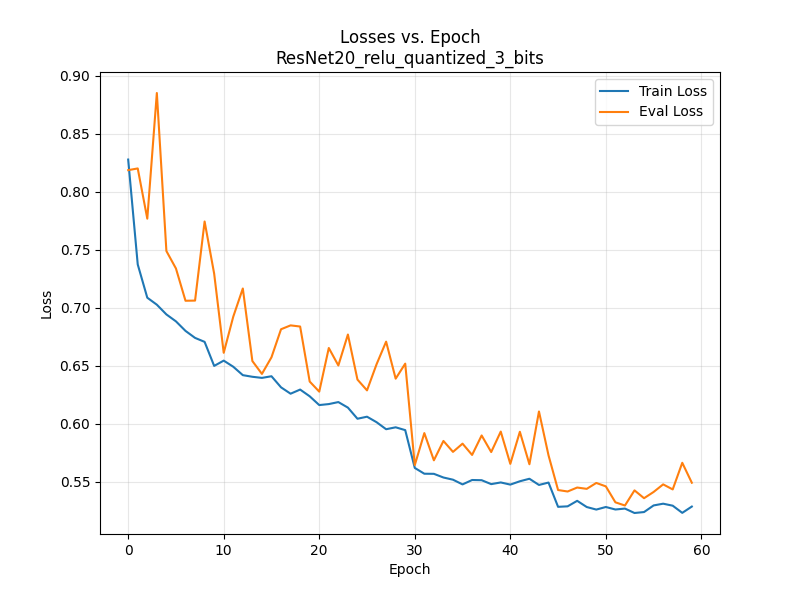 Losses vs. Epoch
ResNet20_relu_quantized_3_bits
Train Loss
Eval Loss
0.90
0.85
0.80
0.75
0.70
0.65
0.60
0.55
Loss
0 10 20 30 40 50 60
Epoch